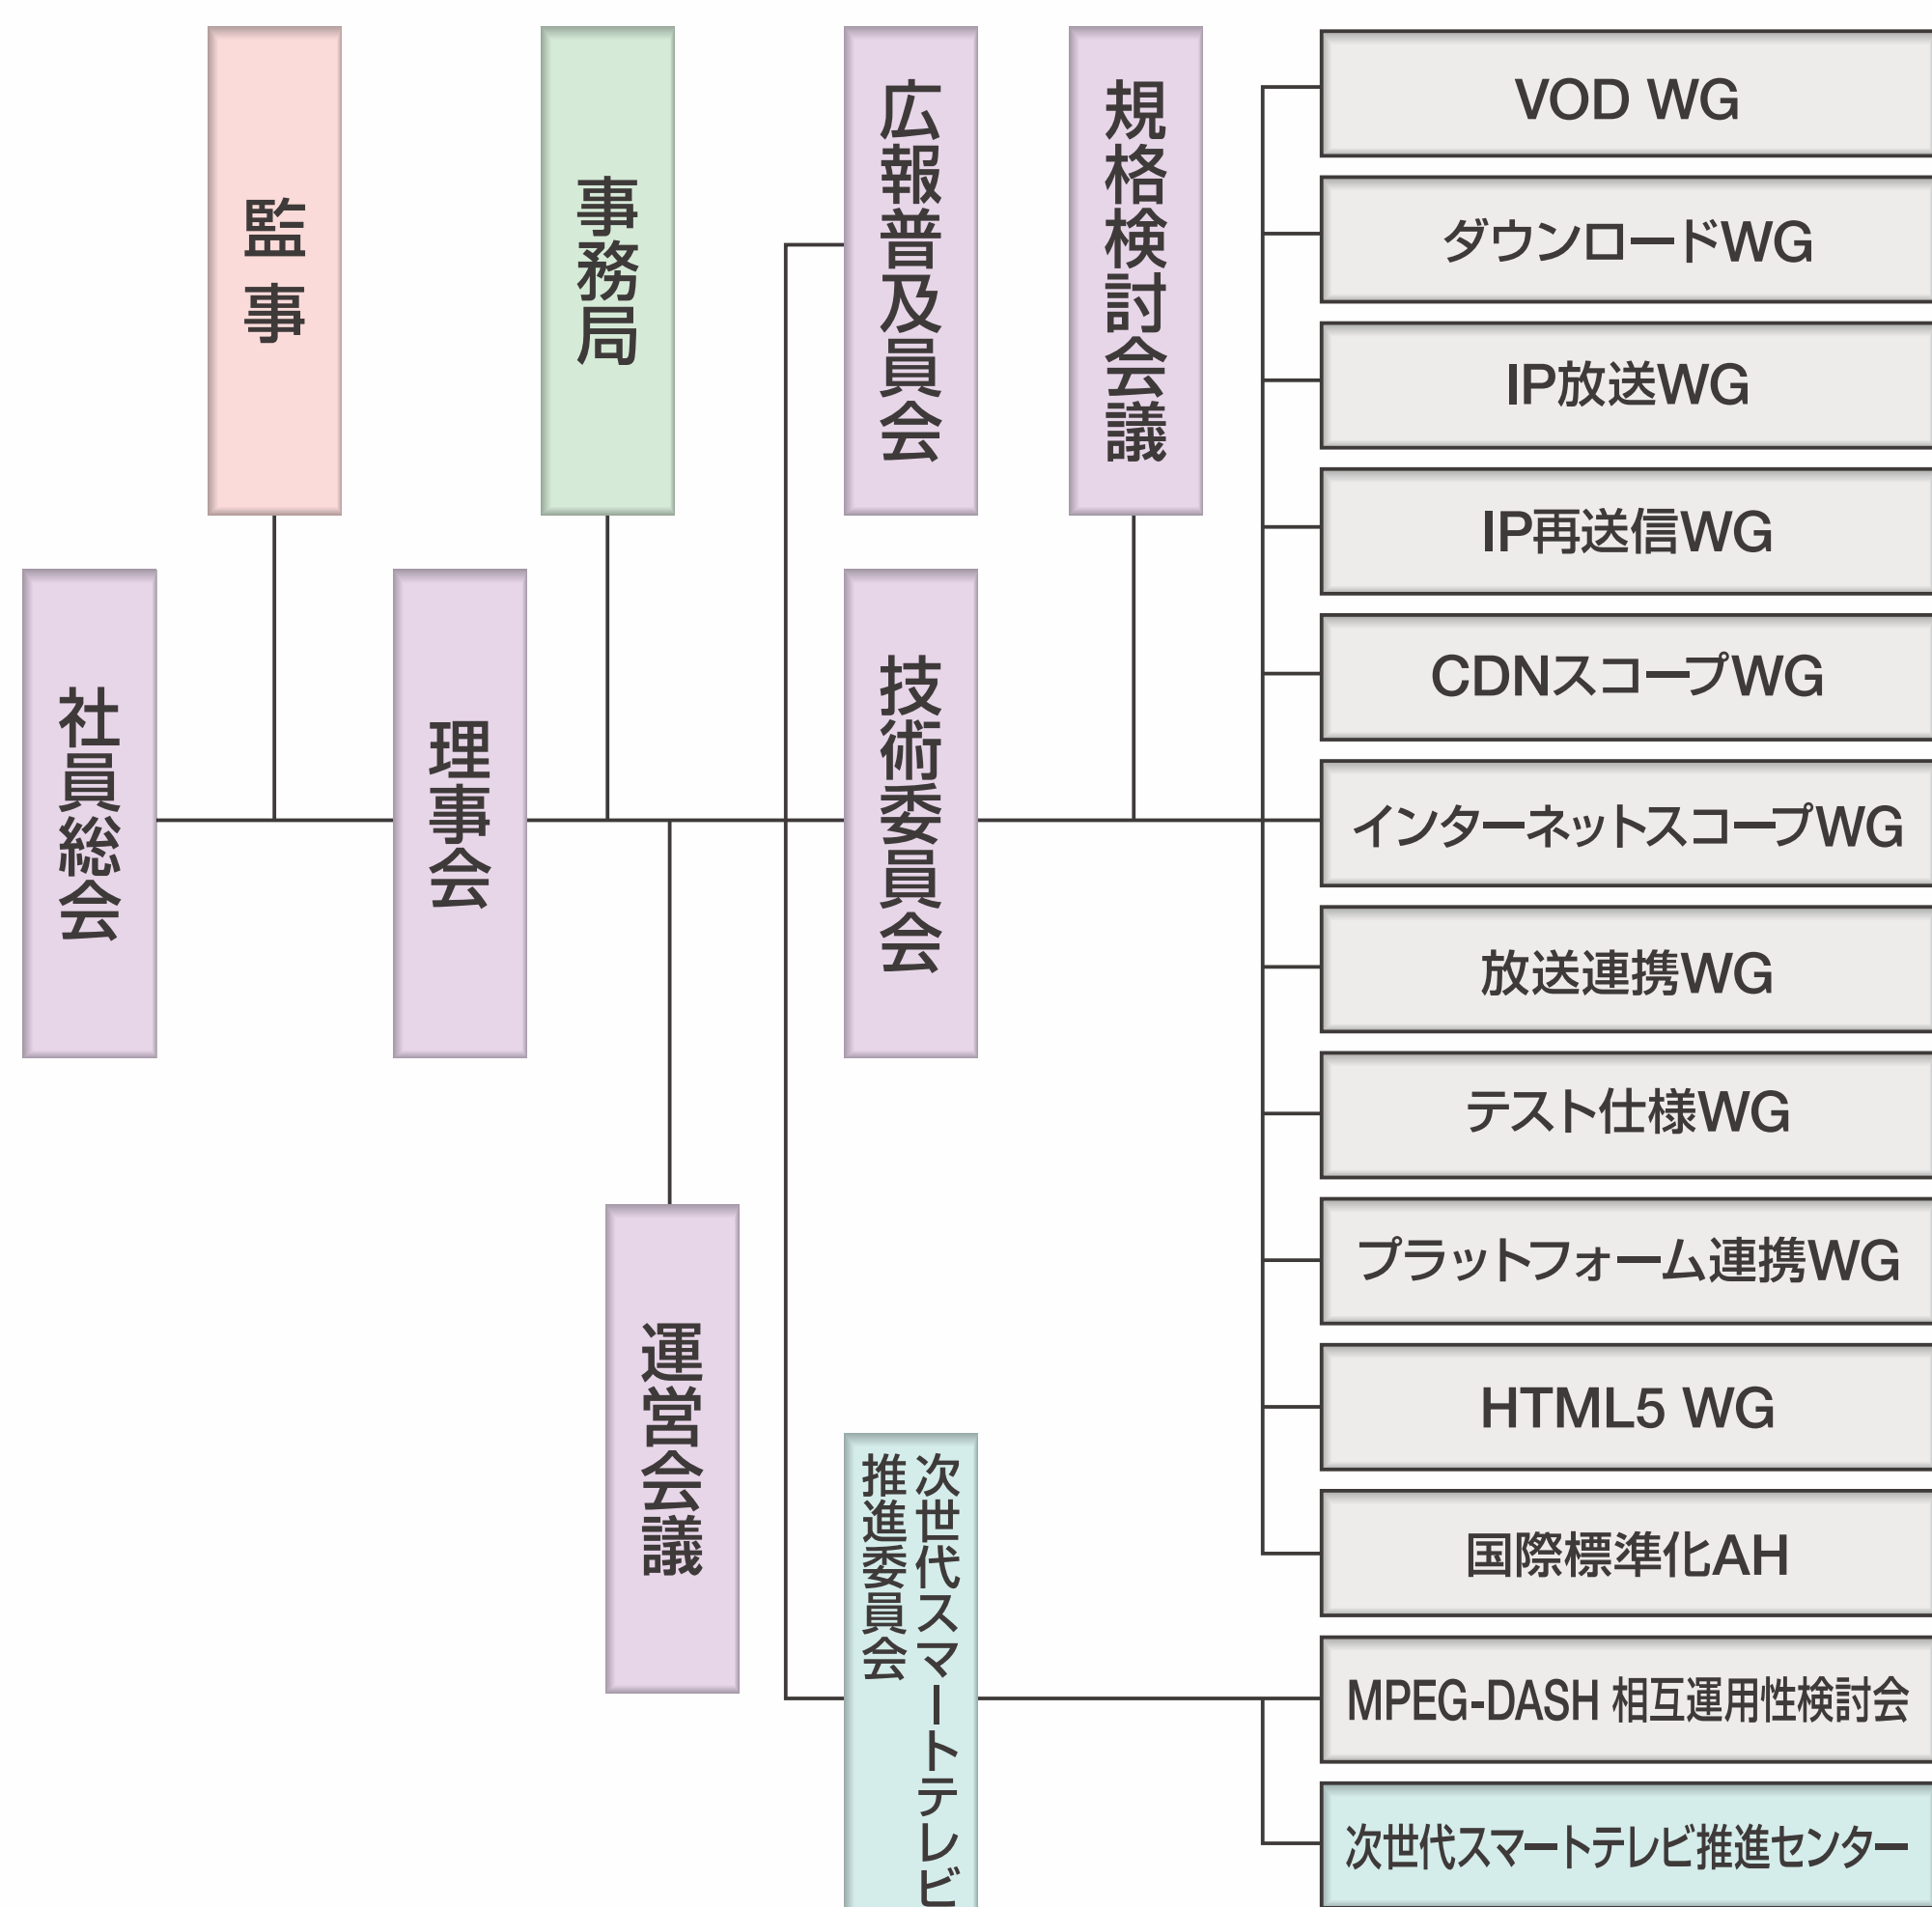 監事
事務局
広報普及員会
規格検討会議
社員総会
理事会
技術委員会
運営会議
次世代スマートテレビ
推進委員会
VOD WG
ダウンロードWG
IP放送WG
IP再送信WG
CDNスコープWG
インターネットスコープWG
放送連携WG
テスト仕様WG
プラットフォーム連携WG
HTML5 WG
国際標準化AH
MPEG-DASH 相互運用性検討会
次世代スマートテレビ推進センター